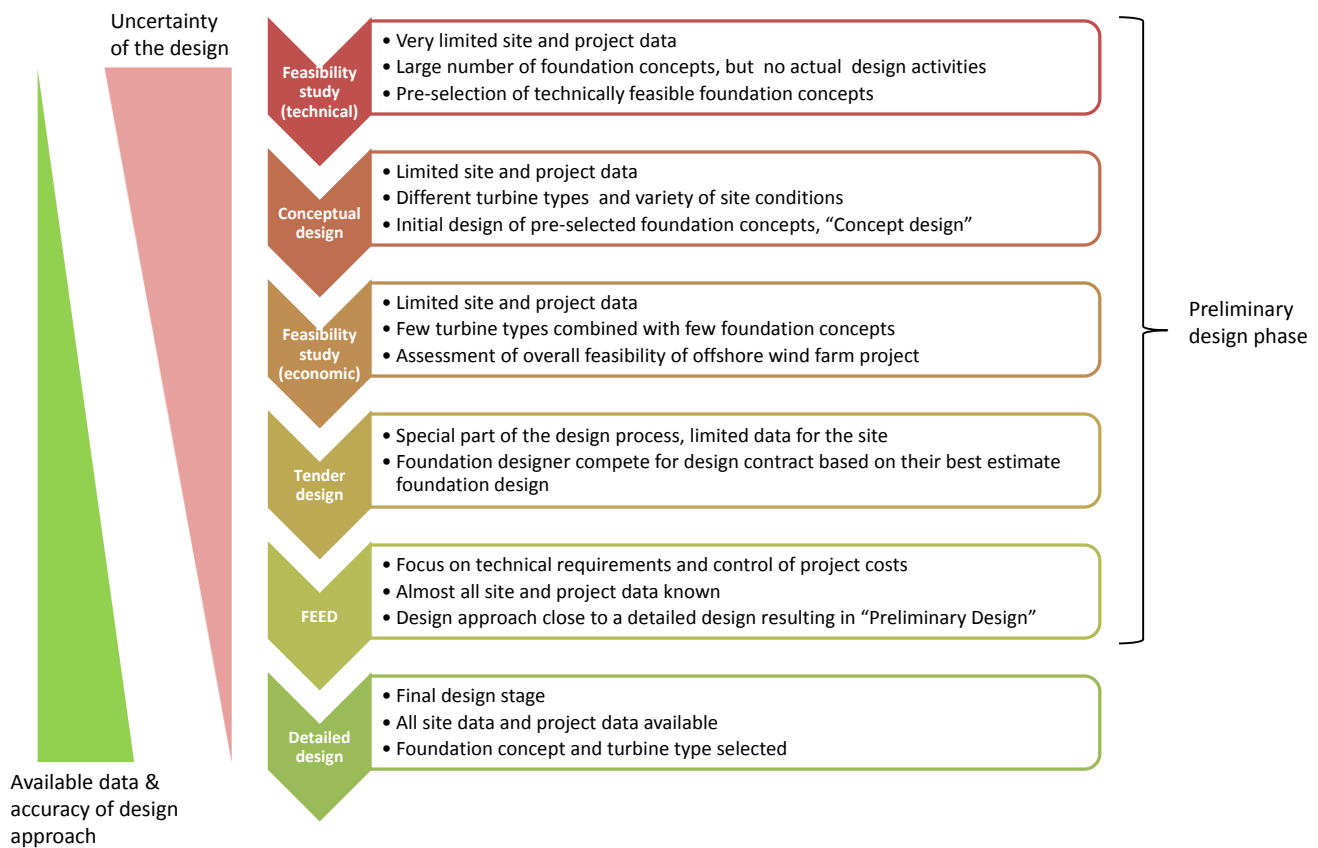 Uncertainty
of the design
Feasibility
study
(technical)
• Very limited site and project data
• Large number of foundation concepts, but no actual design activities
• Pre-selection of technically feasible foundation concepts
Conceptual
design
• Limited site and project data
• Different turbine types and variety of site conditions
• Initial design of pre-selected foundation concepts, “Concept design”
Feasibility
study
(economic)
• Limited site and project data
• Few turbine types combined with few foundation concepts
• Assessment of overall feasibility of offshore wind farm project
Preliminary
design phase
Tender
design
• Special part of the design process, limited data for the site
• Foundation designer compete for design contract based on their best estimate
foundation design
FEED
• Focus on technical requirements and control of project costs
• Almost all site and project data known
• Design approach close to a detailed design resulting in “Preliminary Design”
Detailed
design
• Final design stage
• All site data and project data available
• Foundation concept and turbine type selected
Available data &
accuracy of design
approach